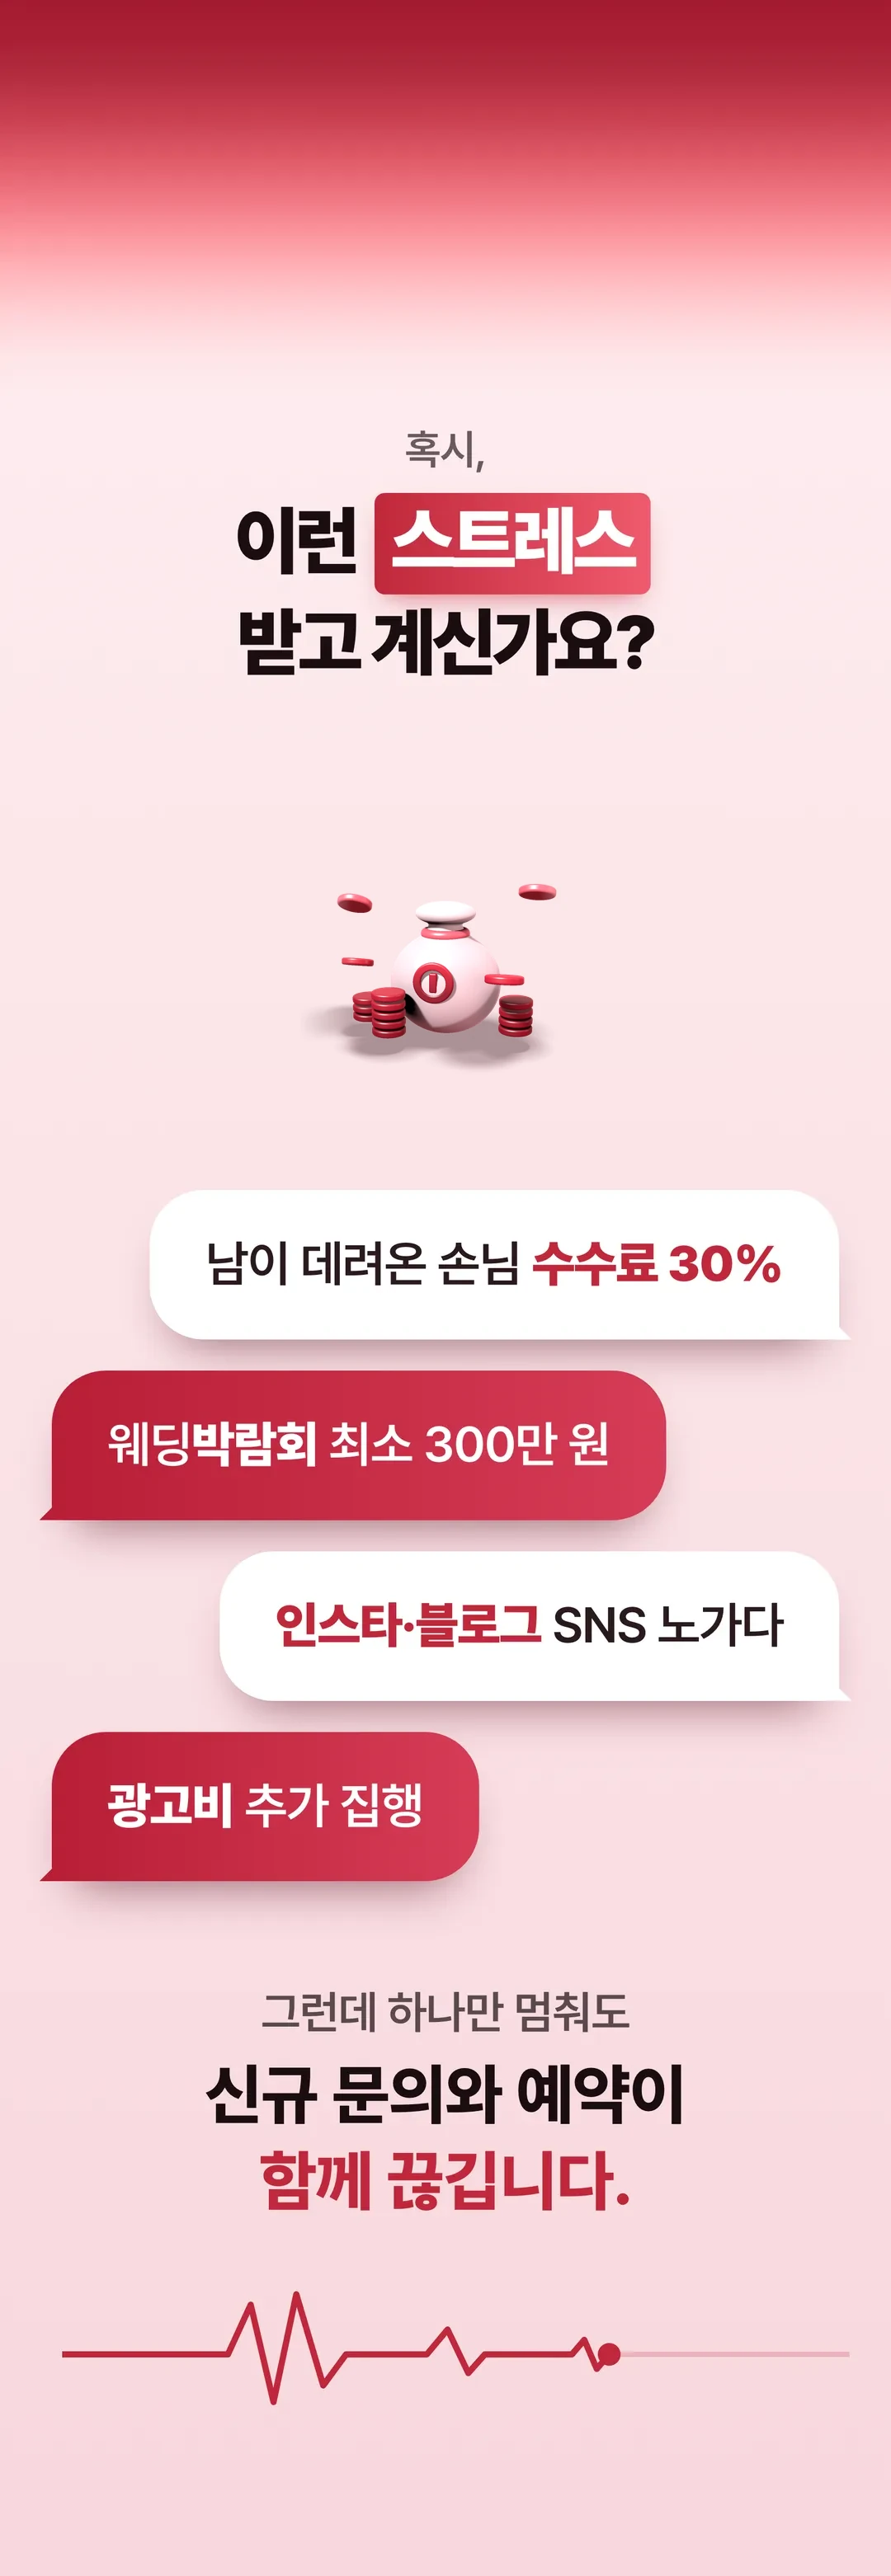 혹시,
이런 스트레스
받고 계신가요?
남이 데려온 손님 수수료 30%
웨딩박람회 최소 300만 원
인스타·블로그 SNS 노가다
광고비 추가 집행
그런데 하나만 멈춰도
신규 문의와 예약이
함께 끊깁니다.